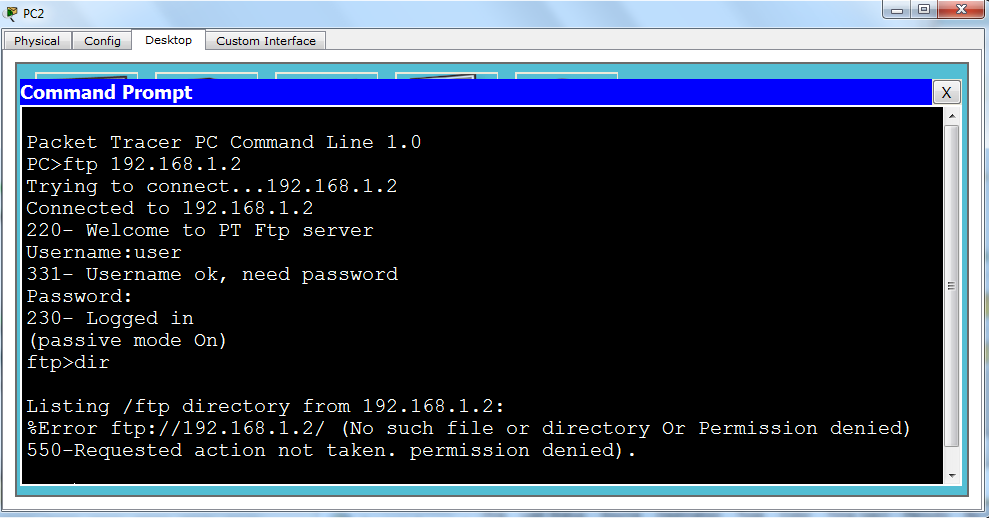 PC2
Physical Config Desktop Custom Interface
Command Prompt
X
Packet Tracer PC Command Line 1.0
PC>ftp 192.168.1.2
Trying to connect...192.168.1.2
Connected to 192.168.1.2
220- Welcome to PT Ftp server
Username:user
331- Username ok, need password
Password:
230- Logged in
(passive mode On)
ftp>dir
Listing /ftp directory from 192.168.1.2:
%Error ftp://192.168.1.2/ (No such file or directory Or Permission denied)
550-Requested action not taken. permission denied).